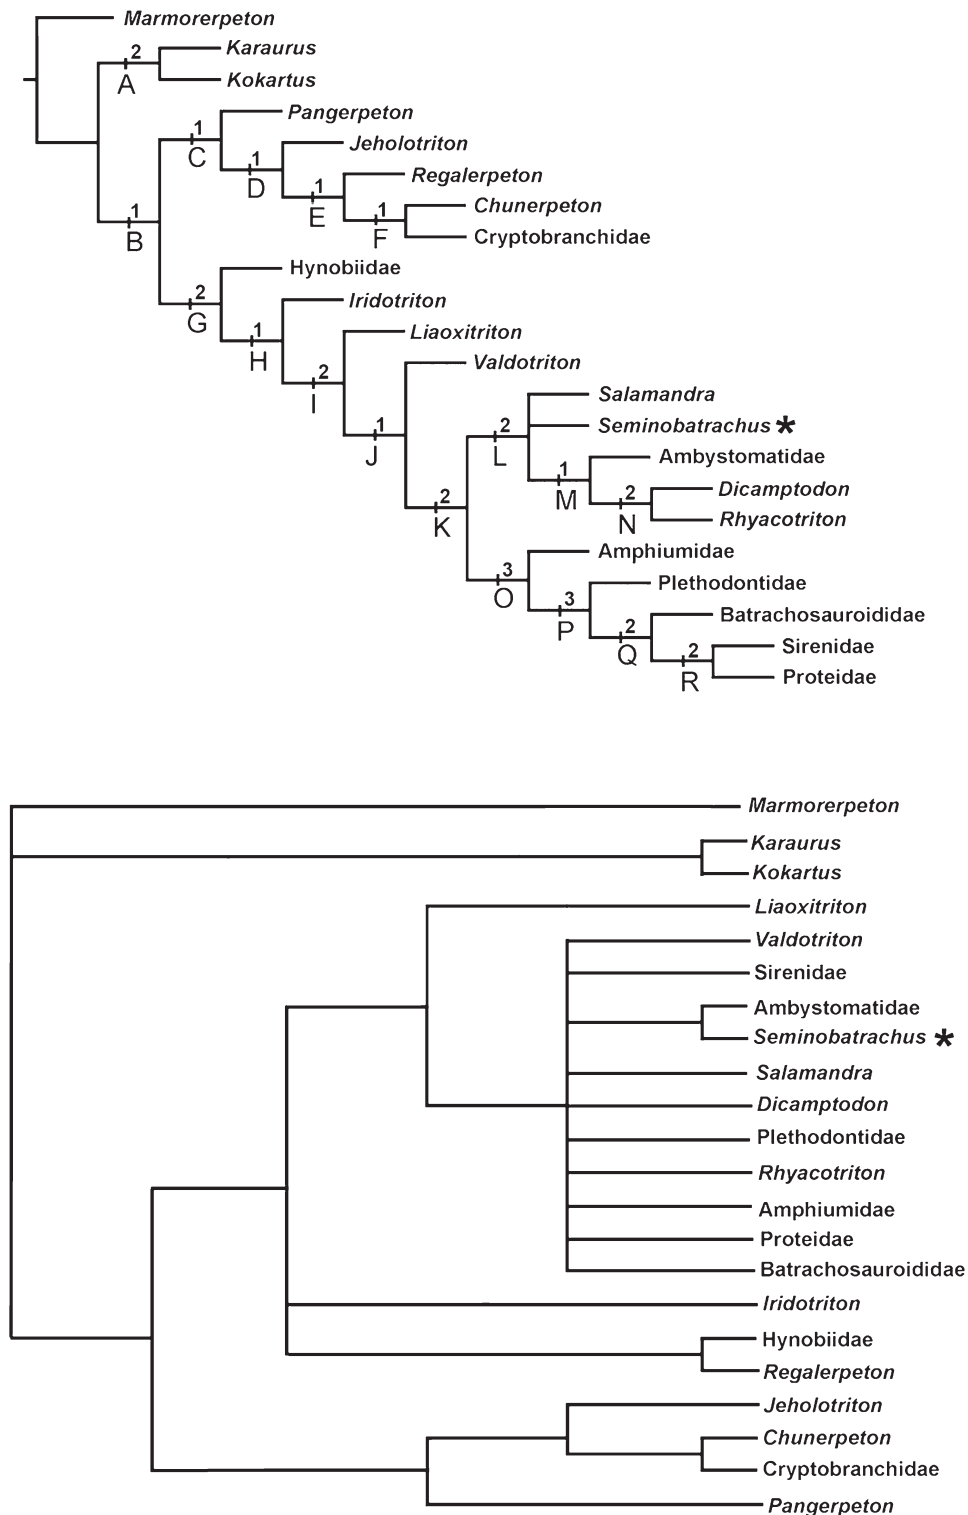 Marmorerpeton
2
Karaurus
A
Kokartus
Pangerpeton
1
C
Jeholotriton
1
D
Regalerpeton
1
E
Chunerpeton
1
F
1
B
Cryptobranchidae
Hynobiidae
2
G
Iridotriton
1
H
Liaoxitriton
2
I
Valdotriton
1
J
Salamandra
2
L
Seminobatrachus *
Ambystomatidae
1
M
Dicamptodon
2
N
2
K
Rhyacotriton
Amphiumidae
3
O
Plethodontidae
3
P
Batrachosauroididae
2
Q
Sirenidae
2
R
Proteidae
Marmorerpeton
Karaurus
Kokartus
Liaoxitriton
Valdotriton
Sirenidae
Ambystomatidae
Seminobatrachus *
Salamandra
Dicamptodon
Plethodontidae
Rhyacotriton
Amphiumidae
Proteidae
Batrachosauroididae
Iridotriton
Hynobiidae
Regalerpeton
Jeholotriton
Chunerpeton
Cryptobranchidae
Pangerpeton